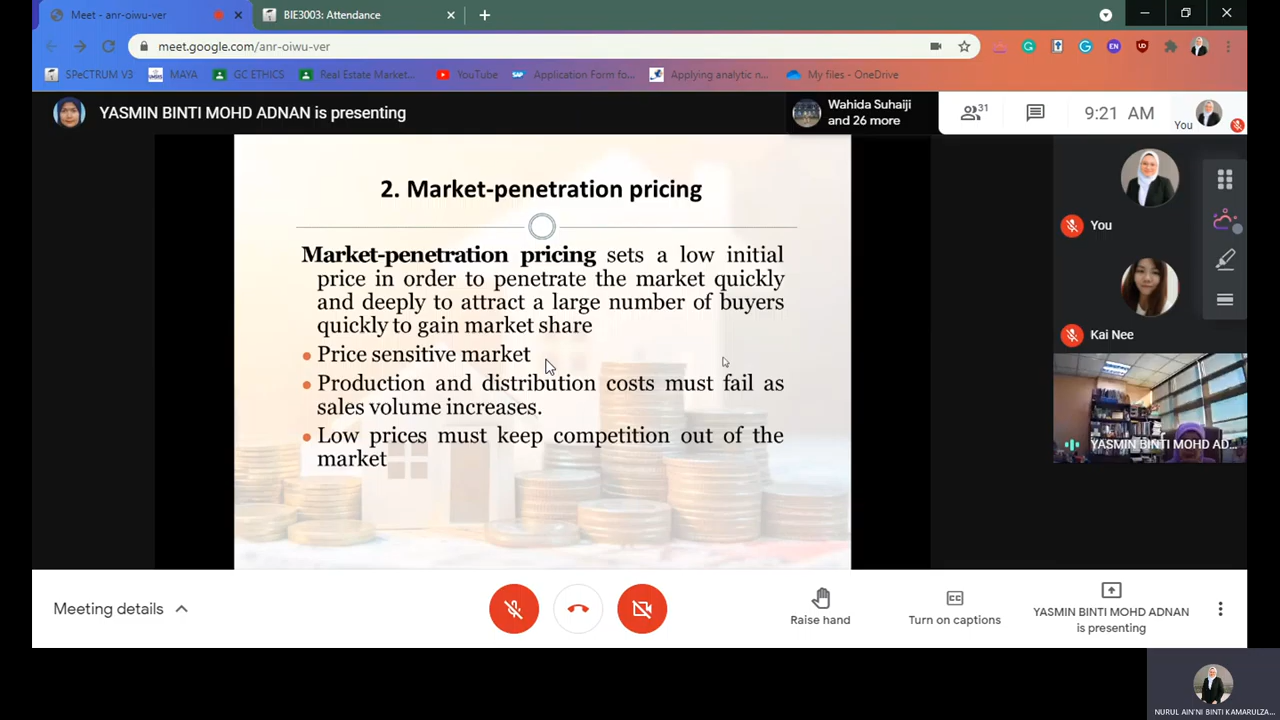 Meet - anr-oiwu-ver
BIE3003: Attendance
meet.google.com/anr-oiwu-ver
SPeCTRUM V3
MAYA
GC ETHICS
Real Estate Market...
YouTube
Application Form fo...
Applying analytic n...
My files - OneDrive
YASMIN BINTI MOHD ADNAN is presenting
Wahida Suhaiji
and 26 more
31
9:21 AM
You
2. Market-penetration pricing
Market-penetration pricing sets a low initial
price in order to penetrate the market quickly
and deeply to attract a large number of buyers
quickly to gain market share
• Price sensitive market
• Production and distribution costs must fail as
sales volume increases.
• Low prices must keep competition out of the
market
You
Kai Nee
YASMIN BINTI MOHD AD...
Meeting details
Raise hand
CC
Turn on captions
YASMIN BINTI MOHD ADNAN
is presenting
NURUL AIN'NI BINTI KAMARULZA...